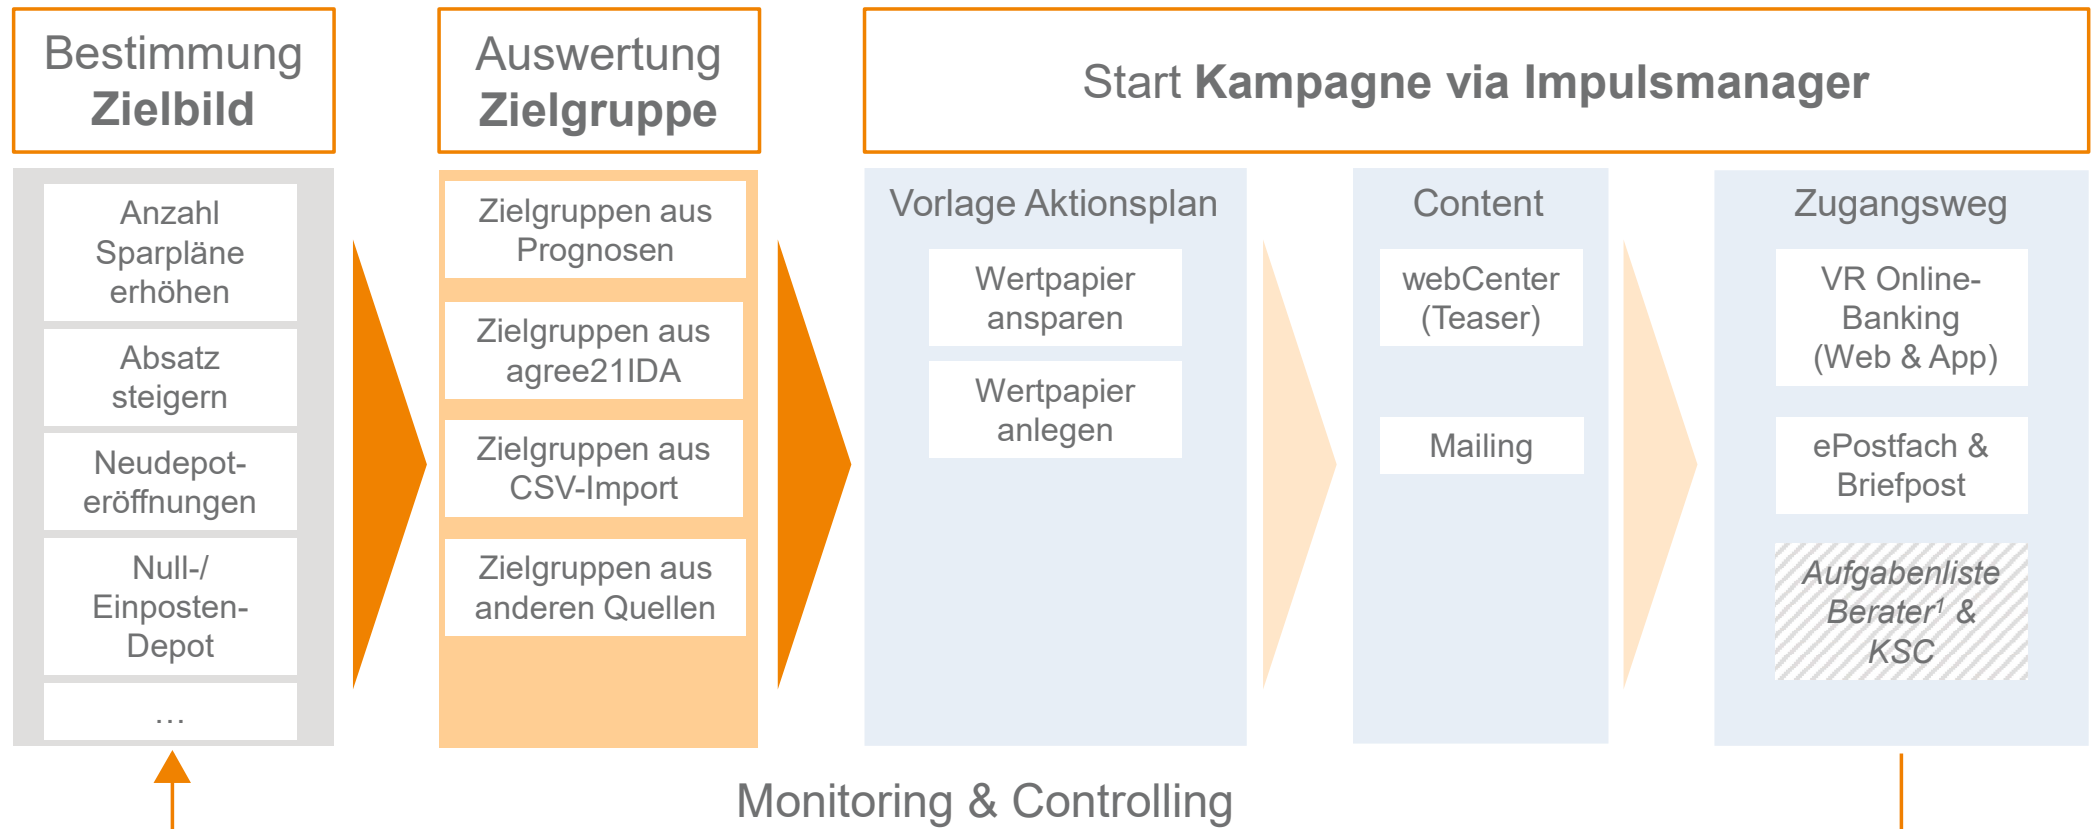 Bestimmung
Zielbild
Anzahl
Sparpläne
erhöhen
Absatz
steigern
Neudepot-
eröffnungen
Null-/
Einposten-
Depot
…
Auswertung
Zielgruppe
Zielgruppen aus
Prognosen
Zielgruppen aus
agree21IDA
Zielgruppen aus
CSV-Import
Zielgruppen aus
anderen Quellen
Start Kampagne via Impulsmanager
Vorlage Aktionsplan
Wertpapier
ansparen
Wertpapier
anlegen
Content
webCenter
(Teaser)
Mailing
Zugangsweg
VR Online-
Banking
(Web & App)
ePostfach &
Briefpost
Aufgabenliste
Berater¹ &
KSC
Monitoring & Controlling